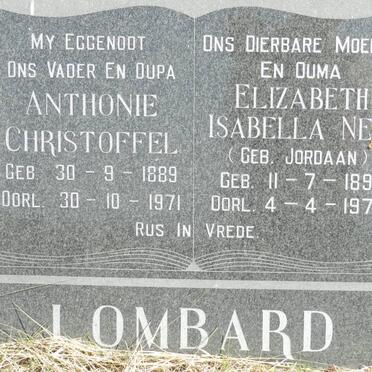 My Eggenoot
Ons Vader En Oupa
Anthonie
Christoffel
Geb. 30-9-1889
Oorl. 30-10-1971
Ons Dierbare Moe
En Ouma
Elizabeth
Isabella Ne
(Geb. Jordaan)
Geb. 11-7-189
Oorl. 4-4-197
Rus In Vrede.
LOMBARD